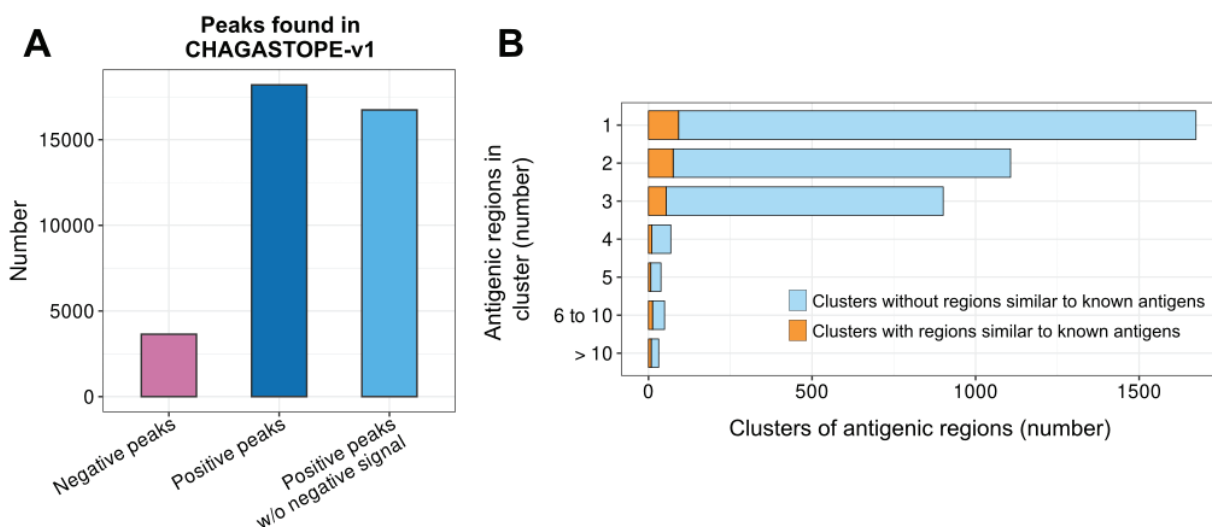 A
Peaks found in
CHAGASTOPE-v1
Number
15000
10000
5000
0
Negative peaks
Positive peaks
Positive peaks
w/o negative signal
B
Antigenic regions in
cluster (number)
1
2
3
4
5
6 to 10
> 10
Clusters without regions similar to known antigens
Clusters with regions similar to known antigens
0
500
1000
1500
Clusters of antigenic regions (number)